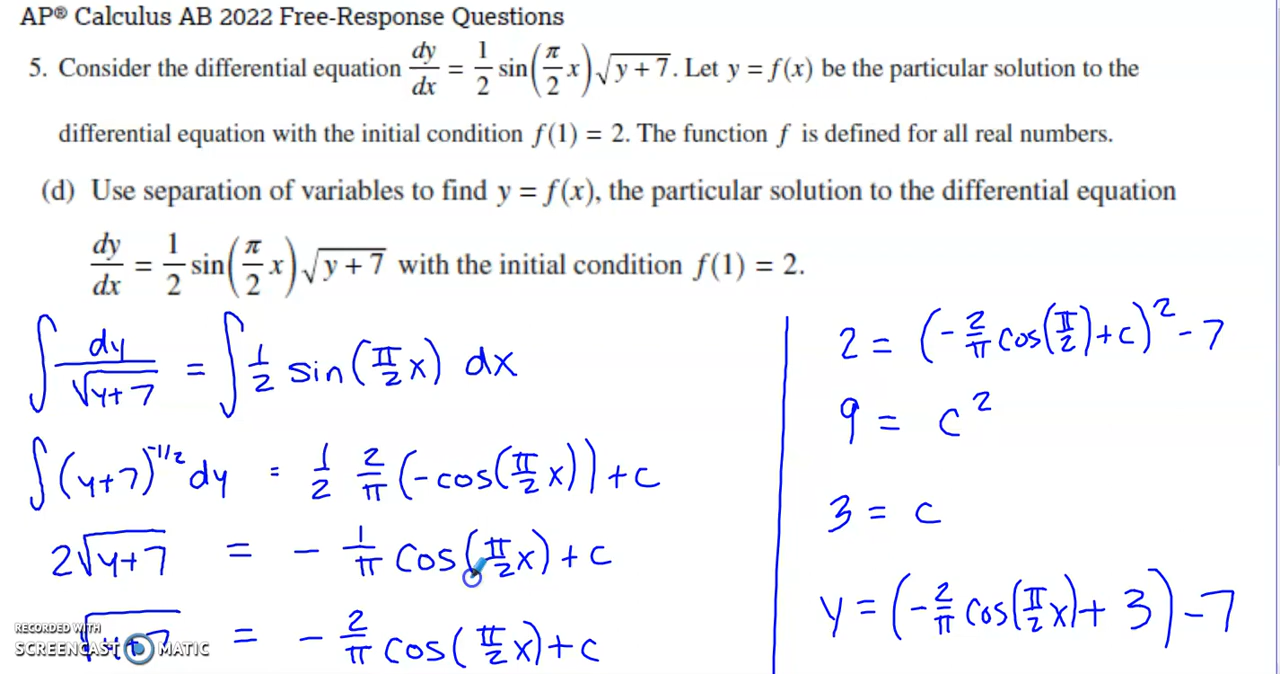 AP® Calculus AB 2022 Free-Response Questions
5. Consider the differential equation dy/dx = 1/2 sin(π/2 x)√(y + 7). Let y = f(x) be the particular solution to the
differential equation with the initial condition f(1) = 2. The function f is defined for all real numbers.
(d) Use separation of variables to find y = f(x), the particular solution to the differential equation
dy/dx = 1/2 sin(π/2 x)√(y + 7) with the initial condition f(1) = 2.
∫ dy/√(y+7) = ∫ 1/2 sin(π/2 x) dx
∫ (y+7)^(-1/2) dy = 1/2 2/π (-cos(π/2 x)) + c
2√(y+7) = - 1/π cos(π/2 x) + c
√(y+7) = - 2/π cos(π/2 x) + c
2 = (- 2/π cos(π/2) + c)² - 7
9 = c²
3 = c
y = (- 2/π cos(π/2 x) + 3) - 7
RECORDED WITH
SCREENCAST MATIC